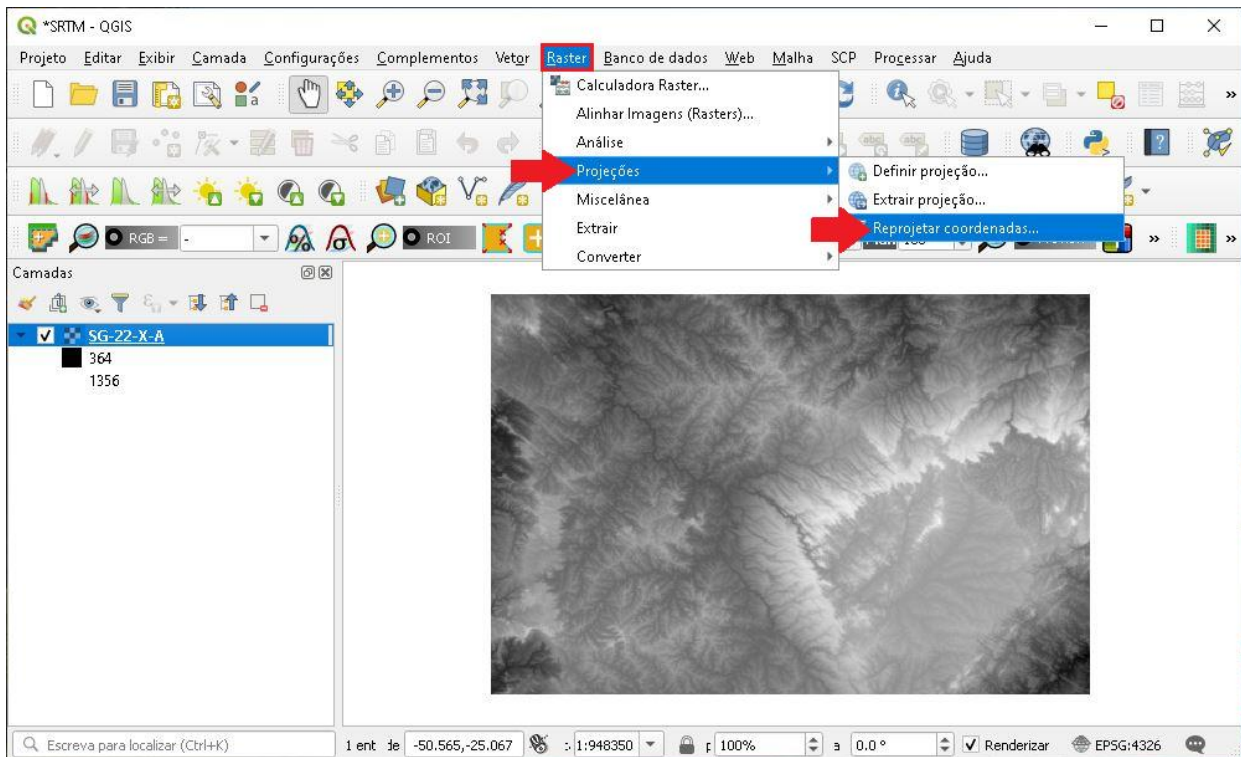 *SRTM - QGIS
Projeto Editar Exibir Camada Configurações Complementos Vetor Raster Banco de dados Web Malha SCP Processar Ajuda
Calculadora Raster...
Alinhar Imagens (Rasters)...
Análise
Projeções
Miscelânea
Extrair
Converter
Definir projeção...
Extrair projeção...
Reprojetar coordenadas...
RGB = -
ROI
Camadas
SG-22-X-A
364
1356
Escreva para localizar (Ctrl+K)
1 ent de -50.565,-25.067 1:948350 100% a 0.0 ° Renderizar EPSG:4326